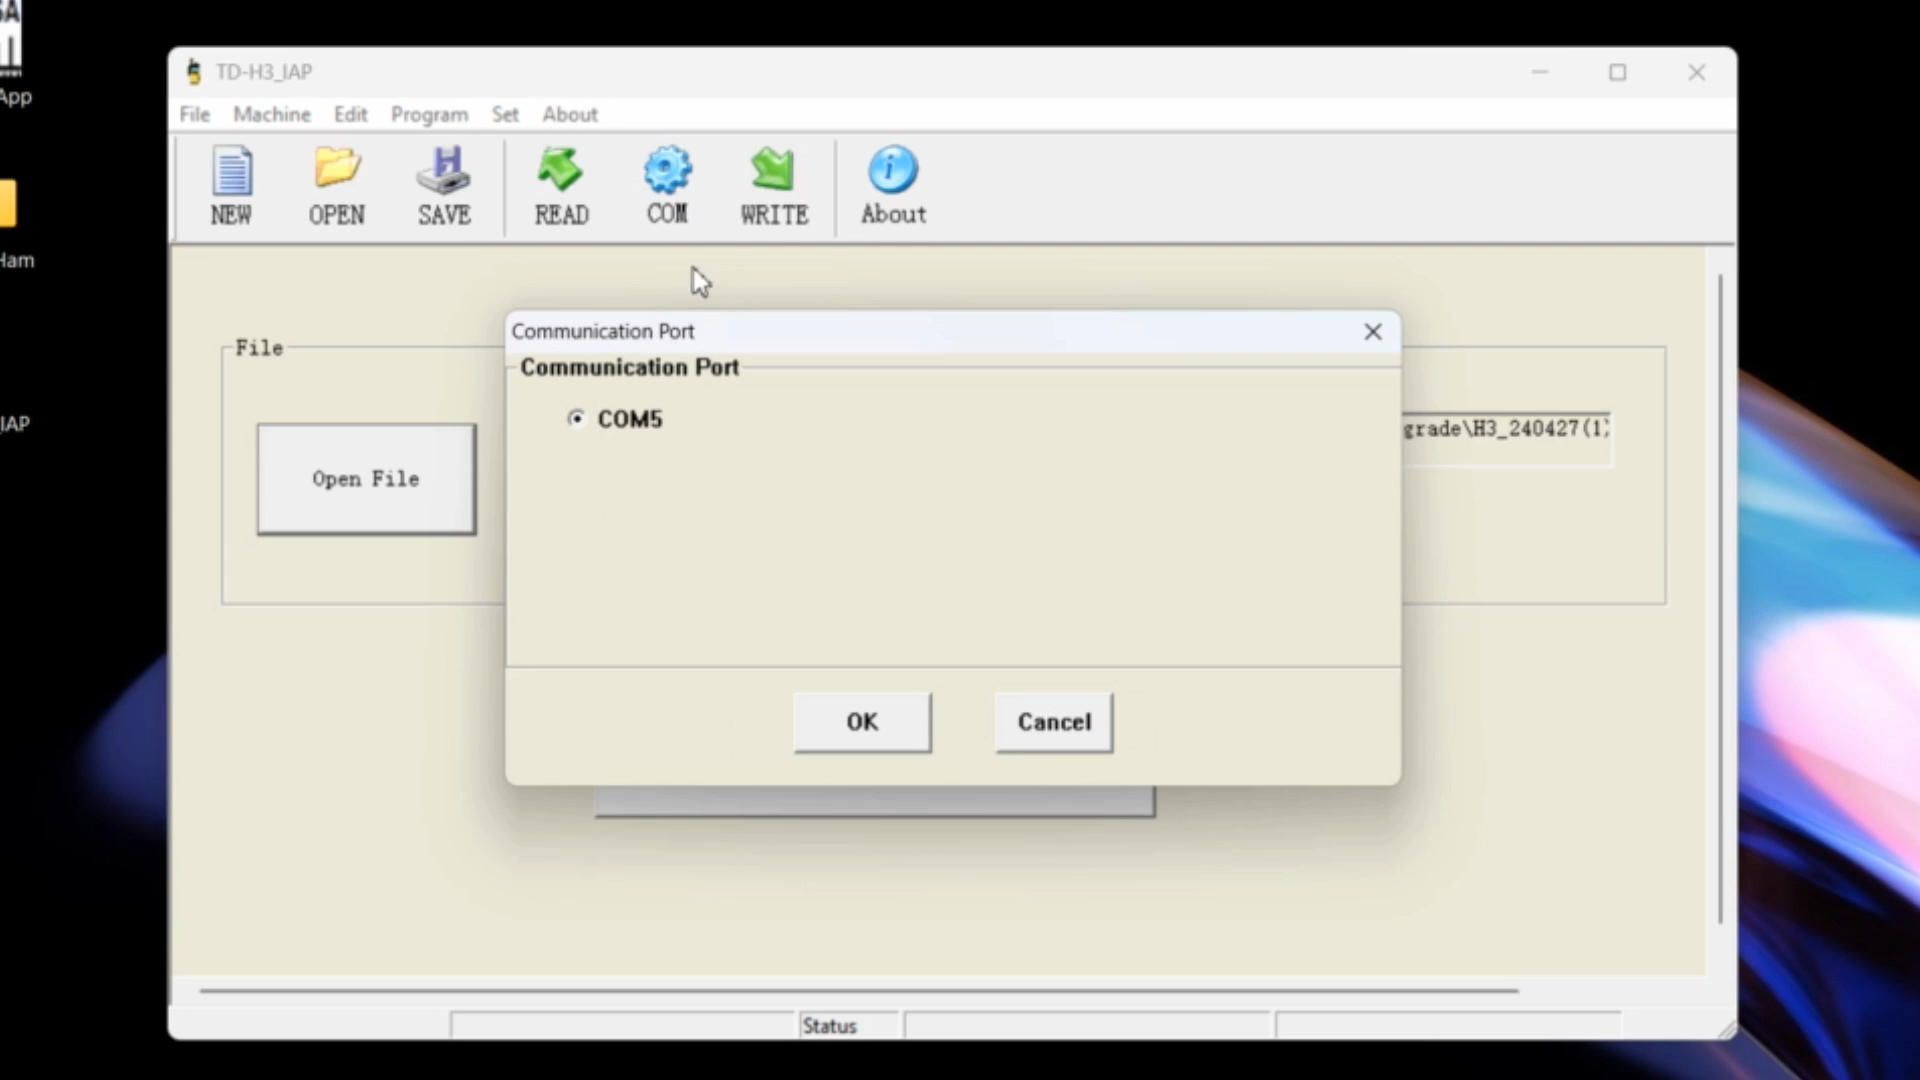 SA
App
Ham
IAP
TD-H3_IAP
File Machine Edit Program Set About
NEW OPEN SAVE READ COM WRITE About
File
Open File
grade\H3_240427(1)
Communication Port
Communication Port
COM5
OK Cancel
Status